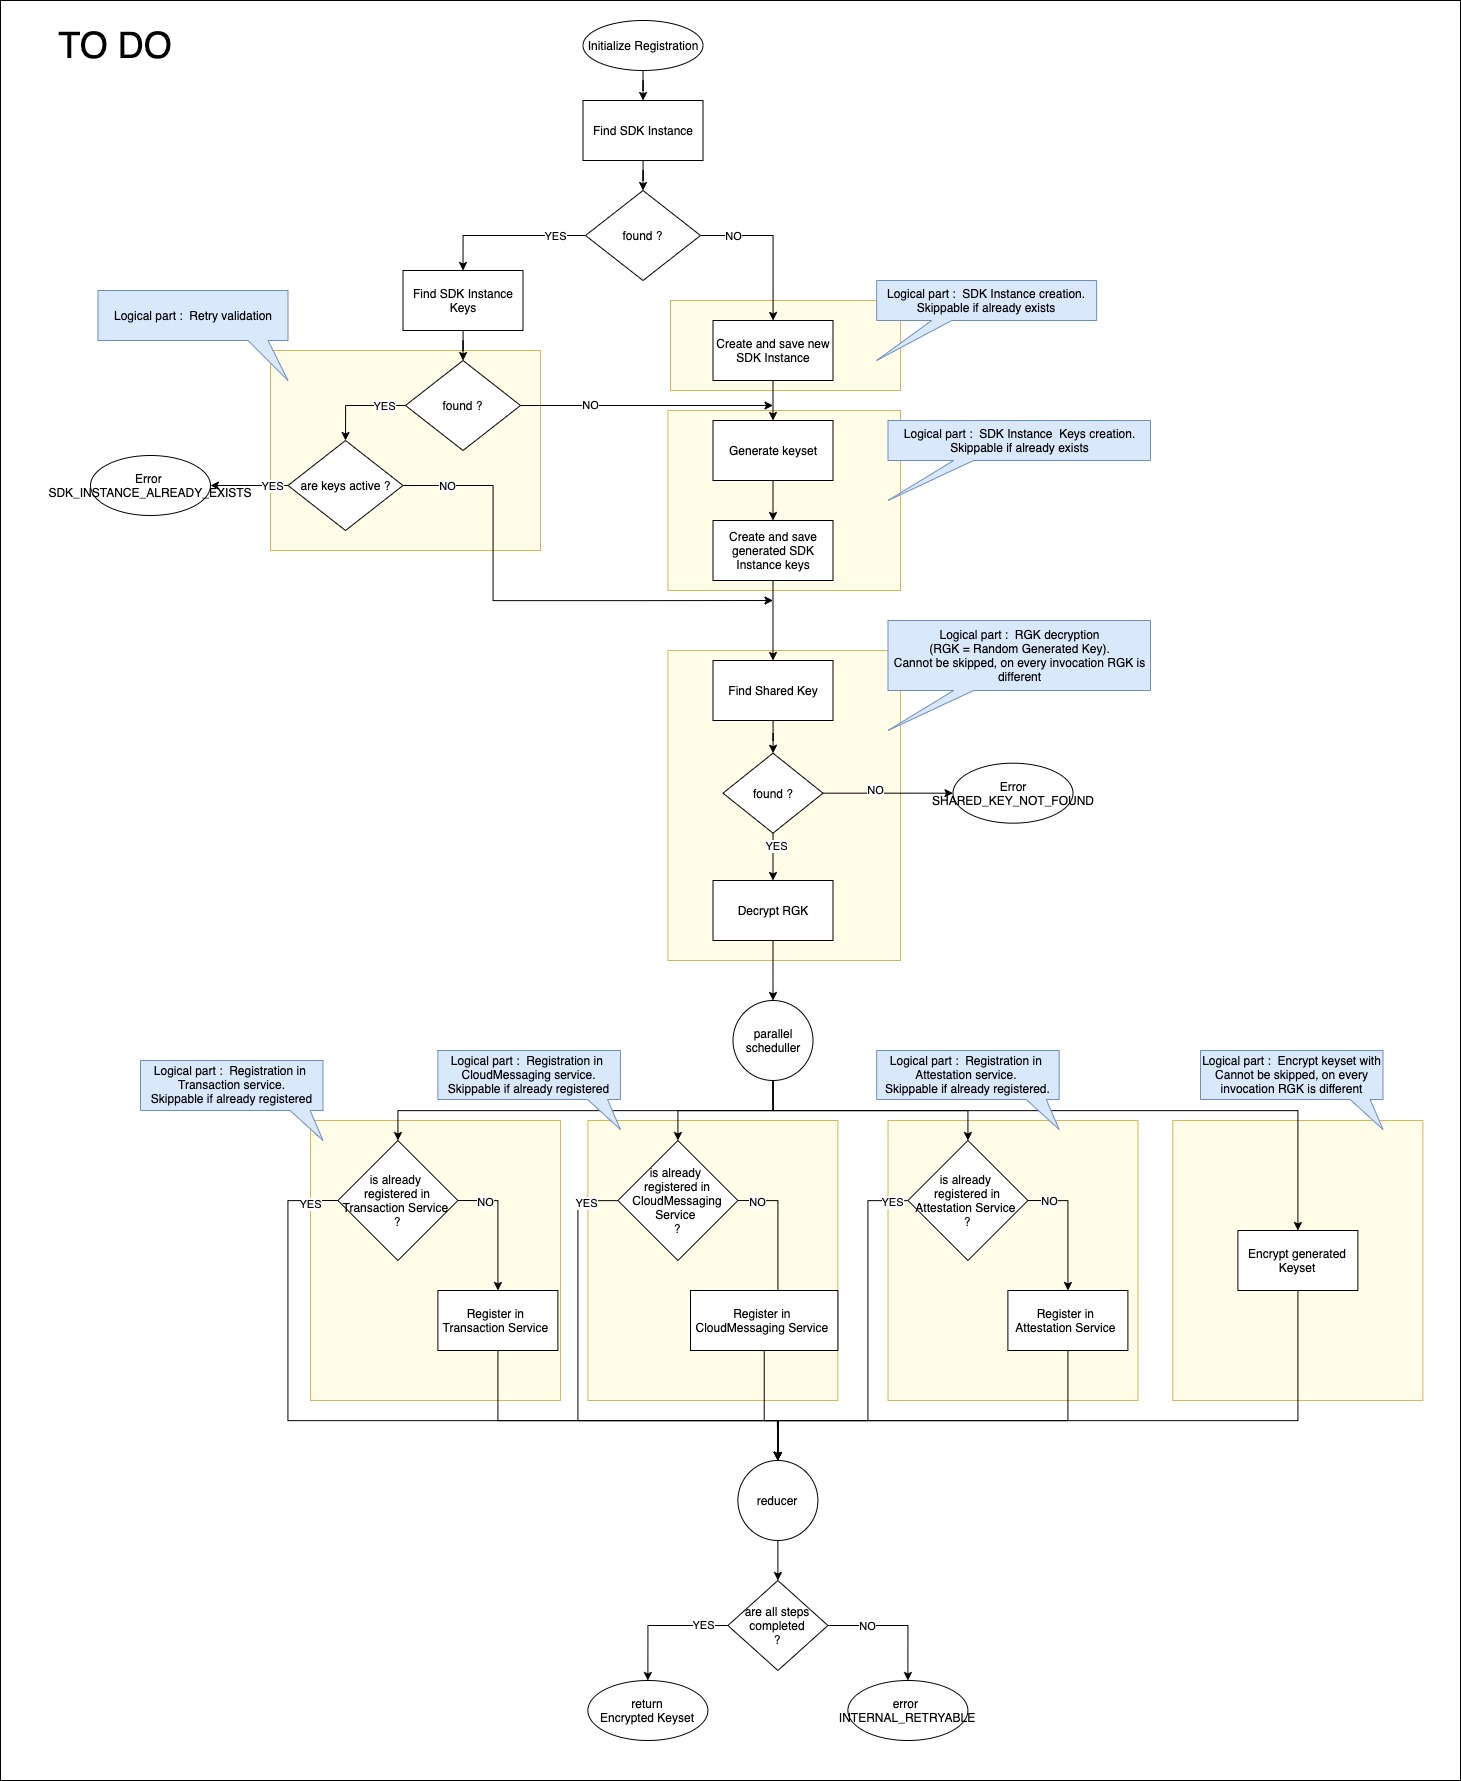 TO DO
Initialize Registration
Find SDK Instance
found ?
YES
NO
Find SDK Instance
Keys
Logical part :  SDK Instance creation.
Skippable if already exists
Logical part :  Retry validation
Create and save new
SDK Instance
found ?
YES
NO
Logical part :  SDK Instance  Keys creation.
Skippable if already exists
Generate keyset
Error
SDK_INSTANCE_ALREADY_EXISTS
YES
are keys active ?
NO
Create and save
generated SDK
Instance keys
Logical part :  RGK decryption
(RGK = Random Generated Key).
Cannot be skipped, on every invocation RGK is
different
Find Shared Key
found ?
NO
Error
SHARED_KEY_NOT_FOUND
YES
Decrypt RGK
parallel
scheduller
Logical part :  Registration in
Transaction service.
Skippable if already registered
Logical part :  Registration in
CloudMessaging service.
Skippable if already registered
Logical part :  Registration in
Attestation service.
Skippable if already registered.
Logical part :  Encrypt keyset with
Cannot be skipped, on every
invocation RGK is different
YES
is already
registered in
Transaction Service
?
NO
YES
is already
registered in
CloudMessaging
Service
?
NO
YES
is already
registered in
Attestation Service
?
NO
Encrypt generated
Keyset
Register in
Transaction Service
Register in
CloudMessaging Service
Register in
Attestation Service
reducer
are all steps
completed
?
YES
NO
return
Encrypted Keyset
error
INTERNAL_RETRYABLE